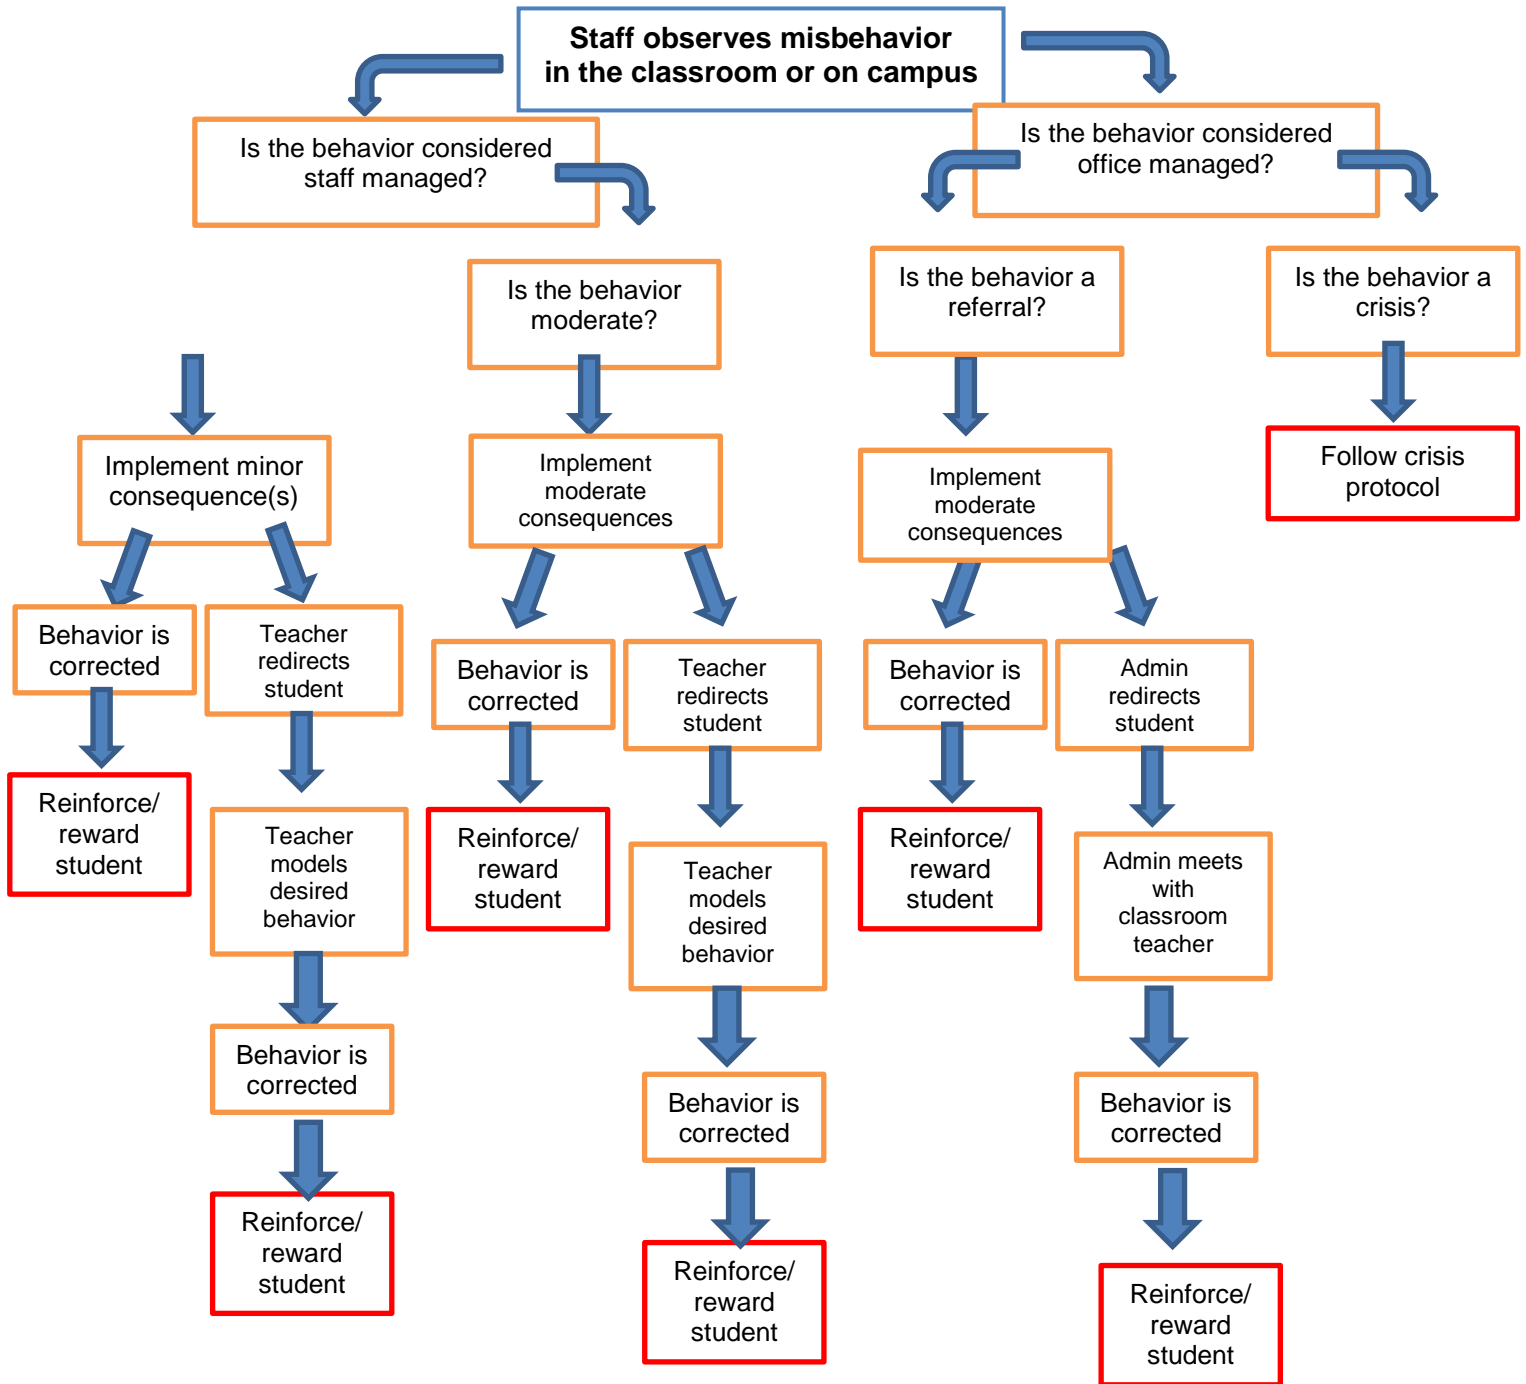 Staff observes misbehavior
in the classroom or on campus
Is the behavior considered
staff managed?
Is the behavior considered
office managed?
Is the behavior
moderate?
Is the behavior a
referral?
Is the behavior a
crisis?
Implement minor
consequence(s)
Implement
moderate
consequences
Implement
moderate
consequences
Follow crisis
protocol
Behavior is
corrected
Teacher
redirects
student
Behavior is
corrected
Teacher
redirects
student
Behavior is
corrected
Admin
redirects
student
Reinforce/
reward
student
Teacher
models
desired
behavior
Reinforce/
reward
student
Teacher
models
desired
behavior
Reinforce/
reward
student
Admin meets
with
classroom
teacher
Behavior is
corrected
Behavior is
corrected
Behavior is
corrected
Reinforce/
reward
student
Reinforce/
reward
student
Reinforce/
reward
student